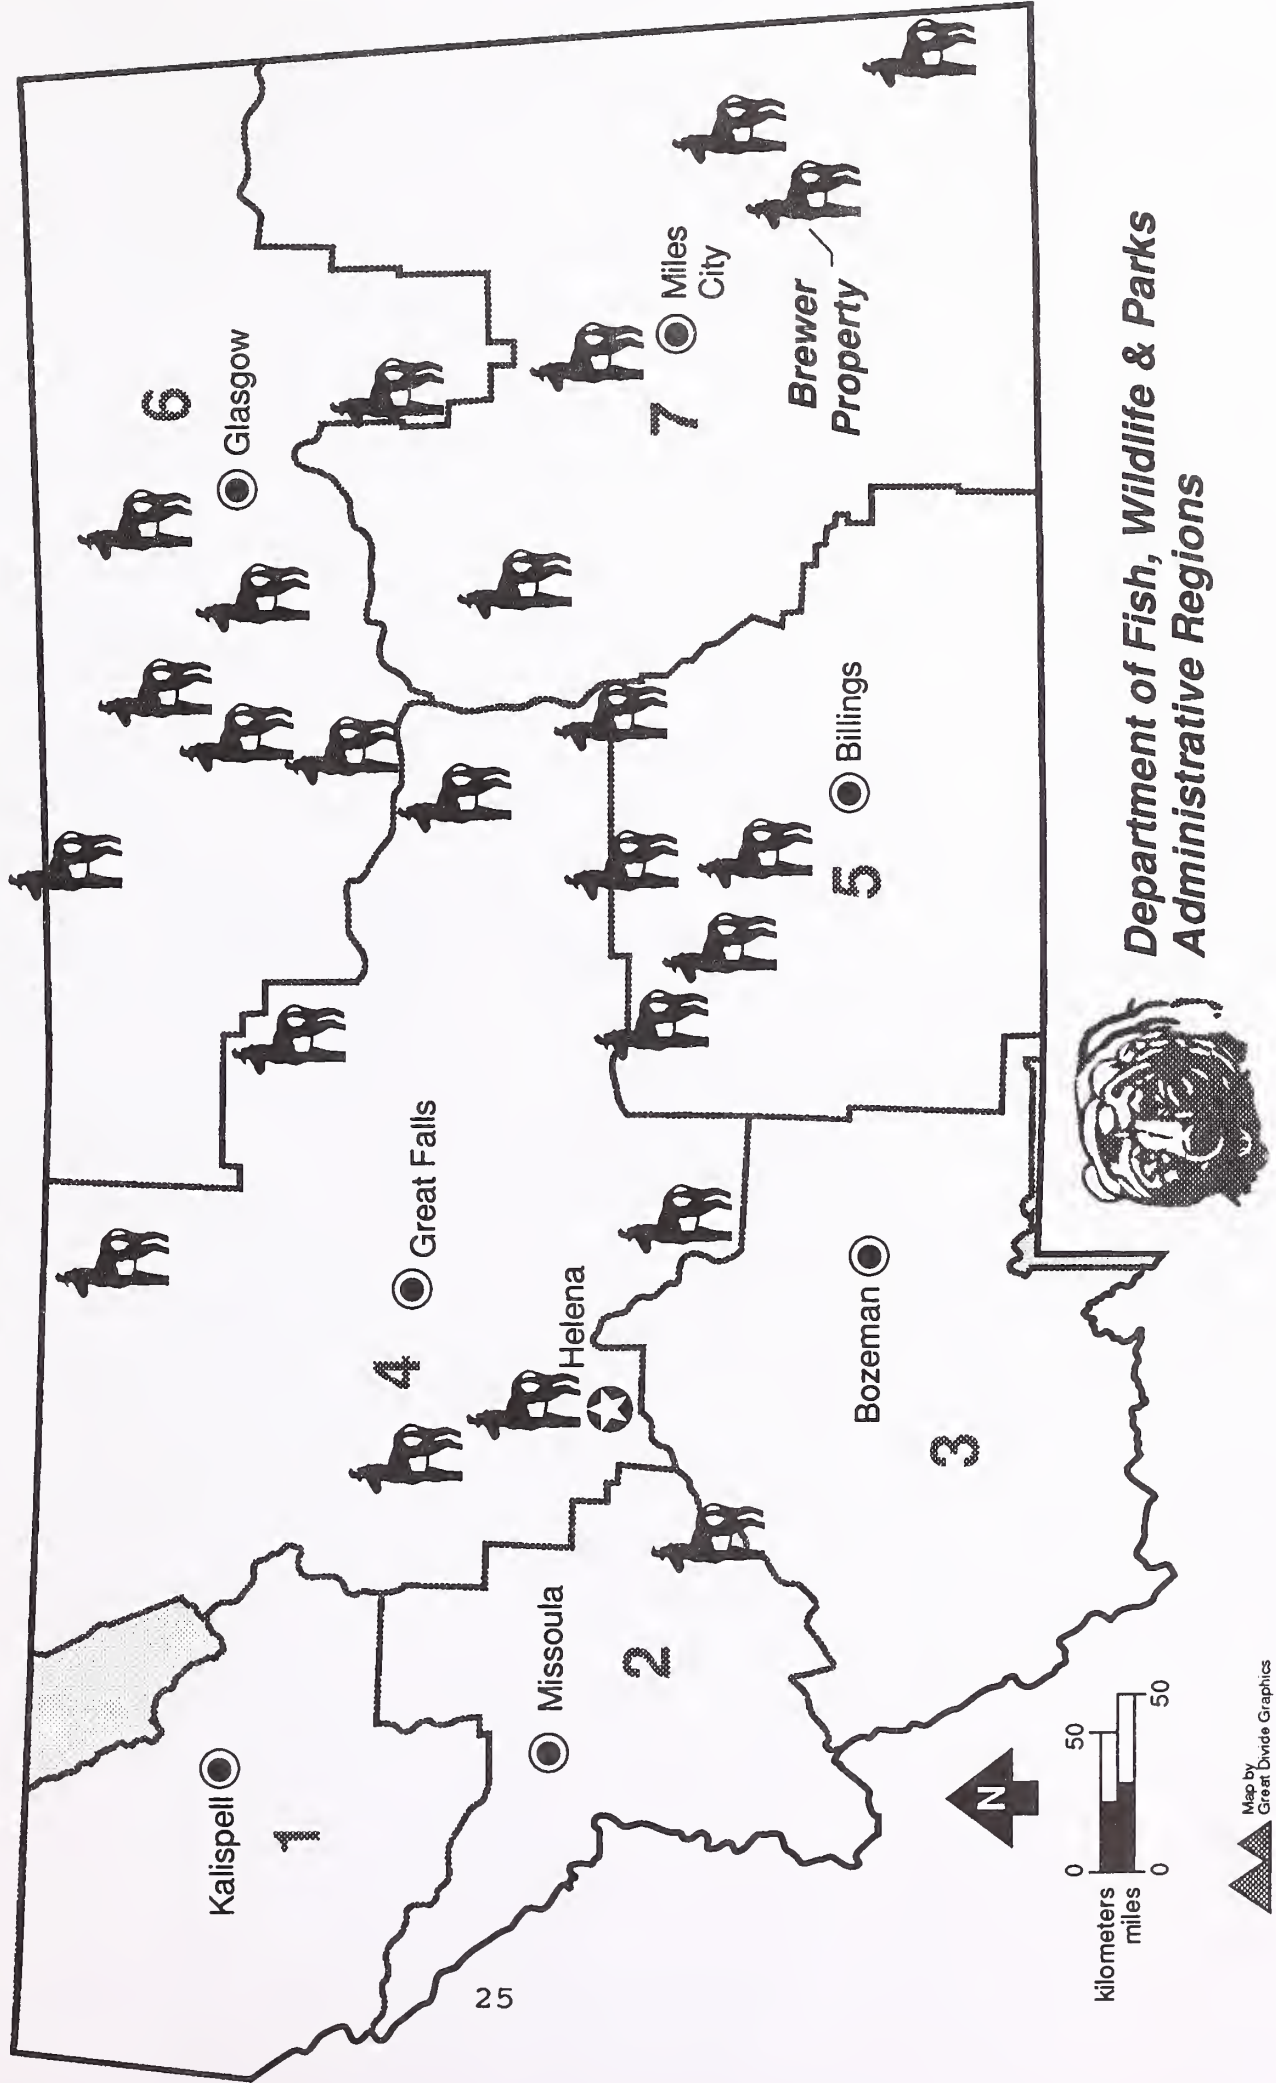 Kalispell
1
Missoula
2
Helena
4
Great Falls
Bozeman
3
6
Glasgow
7
Miles
City
Brewer
Property
Billings
5
N
0 50
kilometers
miles
0 50
Map by
Great Divide Graphics
Department of Fish, Wildlife & Parks
Administrative Regions
25